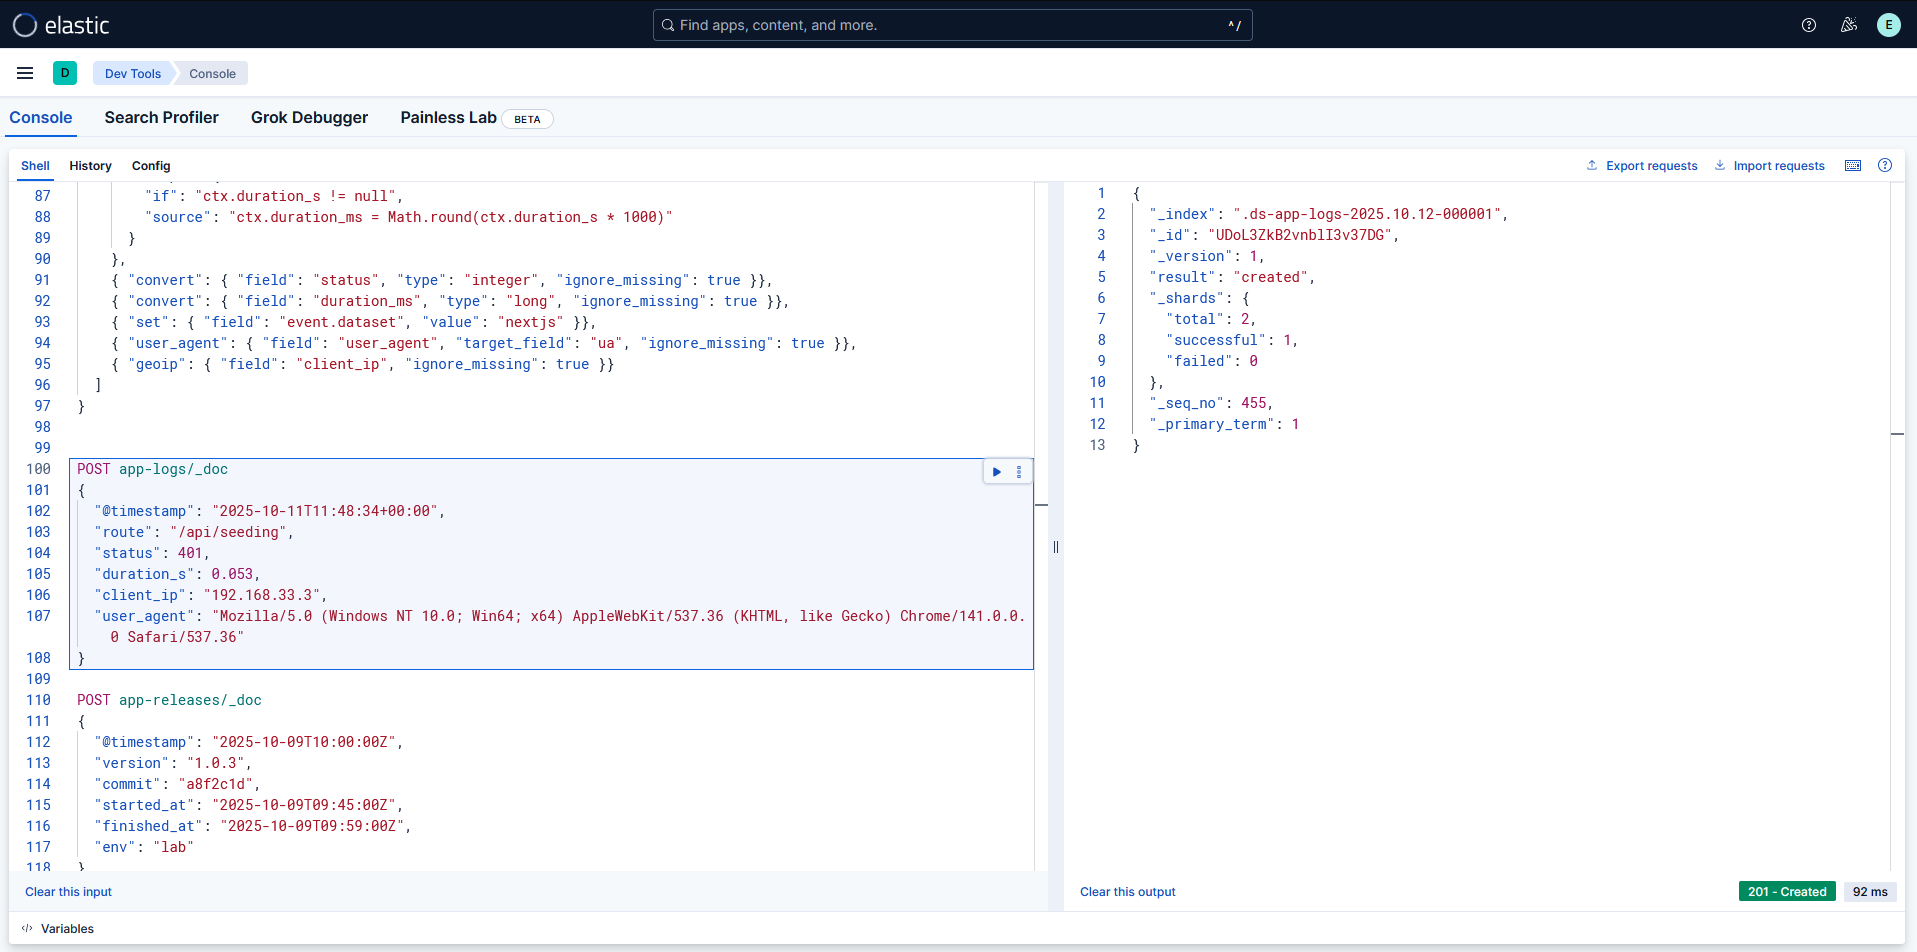 elastic
Find apps, content, and more.
^/
E
D
Dev Tools
Console
Console
Search Profiler
Grok Debugger
Painless Lab
BETA
Shell
History
Config
Export requests
Import requests
87 "if": "ctx.duration_s != null",
88 "source": "ctx.duration_ms = Math.round(ctx.duration_s * 1000)"
89 }
90 },
91 { "convert": { "field": "status", "type": "integer", "ignore_missing": true }},
92 { "convert": { "field": "duration_ms", "type": "long", "ignore_missing": true }},
93 { "set": { "field": "event.dataset", "value": "nextjs" }},
94 { "user_agent": { "field": "user_agent", "target_field": "ua", "ignore_missing": true }},
95 { "geoip": { "field": "client_ip", "ignore_missing": true }}
96 ]
97 }
98
99
100 POST app-logs/_doc
101 {
102 "@timestamp": "2025-10-11T11:48:34+00:00",
103 "route": "/api/seeding",
104 "status": 401,
105 "duration_s": 0.053,
106 "client_ip": "192.168.33.3",
107 "user_agent": "Mozilla/5.0 (Windows NT 10.0; Win64; x64) AppleWebKit/537.36 (KHTML, like Gecko) Chrome/141.0.0.
0 Safari/537.36"
108 }
109
110 POST app-releases/_doc
111 {
112 "@timestamp": "2025-10-09T10:00:00Z",
113 "version": "1.0.3",
114 "commit": "a8f2c1d",
115 "started_at": "2025-10-09T09:45:00Z",
116 "finished_at": "2025-10-09T09:59:00Z",
117 "env": "lab"
118 }
Clear this input
1 {
2 "_index": ".ds-app-logs-2025.10.12-000001",
3 "_id": "UDoL3ZkB2vnblI3v37DG",
4 "_version": 1,
5 "result": "created",
6 "_shards": {
7 "total": 2,
8 "successful": 1,
9 "failed": 0
10 },
11 "_seq_no": 455,
12 "_primary_term": 1
13 }
Clear this output
201 - Created
92 ms
Variables